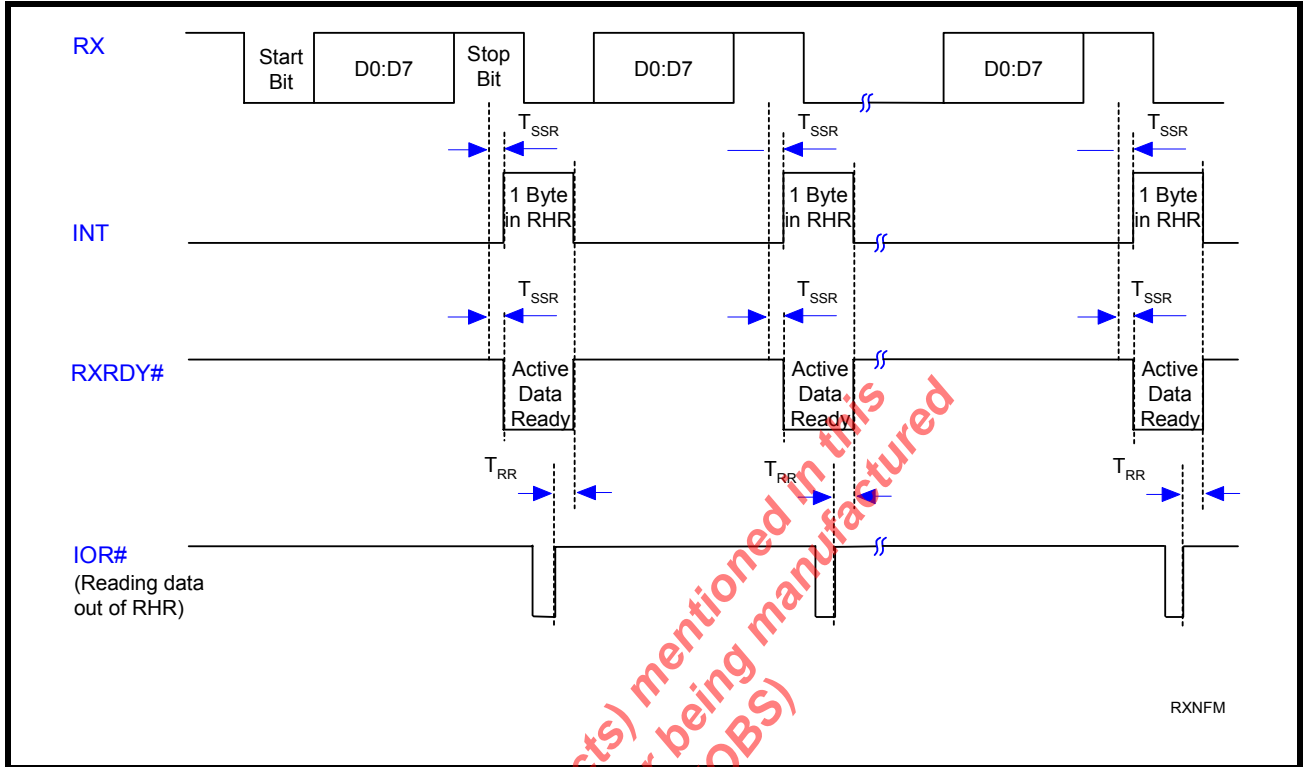 RX
Start
Bit
D0:D7
Stop
Bit
D0:D7
D0:D7
TSSR
TSSR
TSSR
INT
1 Byte
in RHR
1 Byte
in RHR
1 Byte
in RHR
TSSR
TSSR
TSSR
RXRDY#
Active
Data
Ready
Active
Data
Ready
Active
Data
Ready
TRR
TRR
TRR
IOR#
(Reading data
out of RHR)
mentioned in this
being manufactured
OBS)
RXNFM